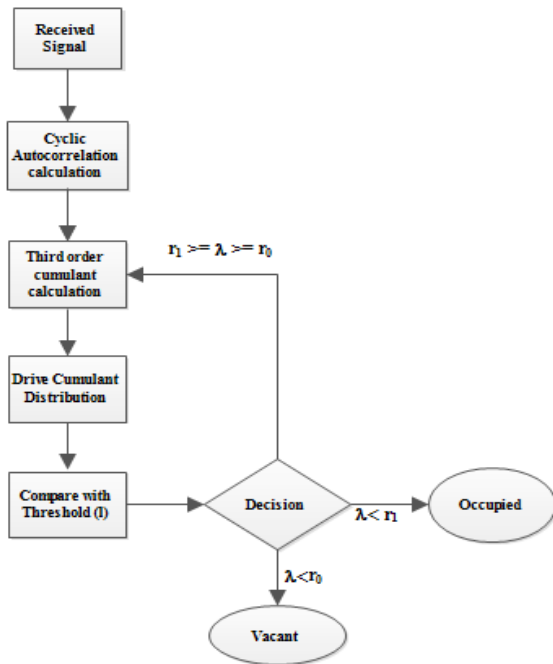 Received
Signal
Cyclic
Autocorrelation
calculation
r₁ >= λ >= r₀
Third order
cumulant
calculation
Drive Cumulant
Distribution
Compare with
Threshold (I)
Decision
λ< r₁
Occupied
λ<r₀
Vacant